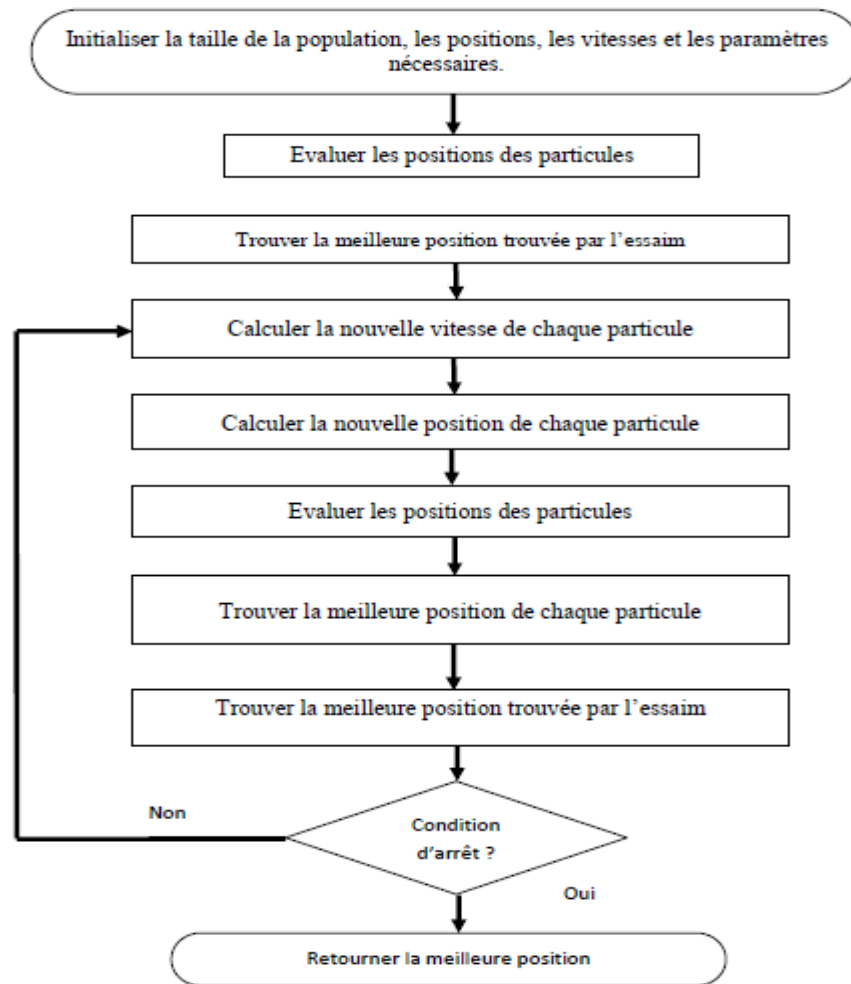 Initialiser la taille de la population, les positions, les vitesses et les paramètres
nécessaires.
Evaluer les positions des particules
Trouver la meilleure position trouvée par l'essaim
Calculer la nouvelle vitesse de chaque particule
Calculer la nouvelle position de chaque particule
Evaluer les positions des particules
Trouver la meilleure position de chaque particule
Trouver la meilleure position trouvée par l'essaim
Non
Condition
d'arrêt ?
Oui
Retourner la meilleure position